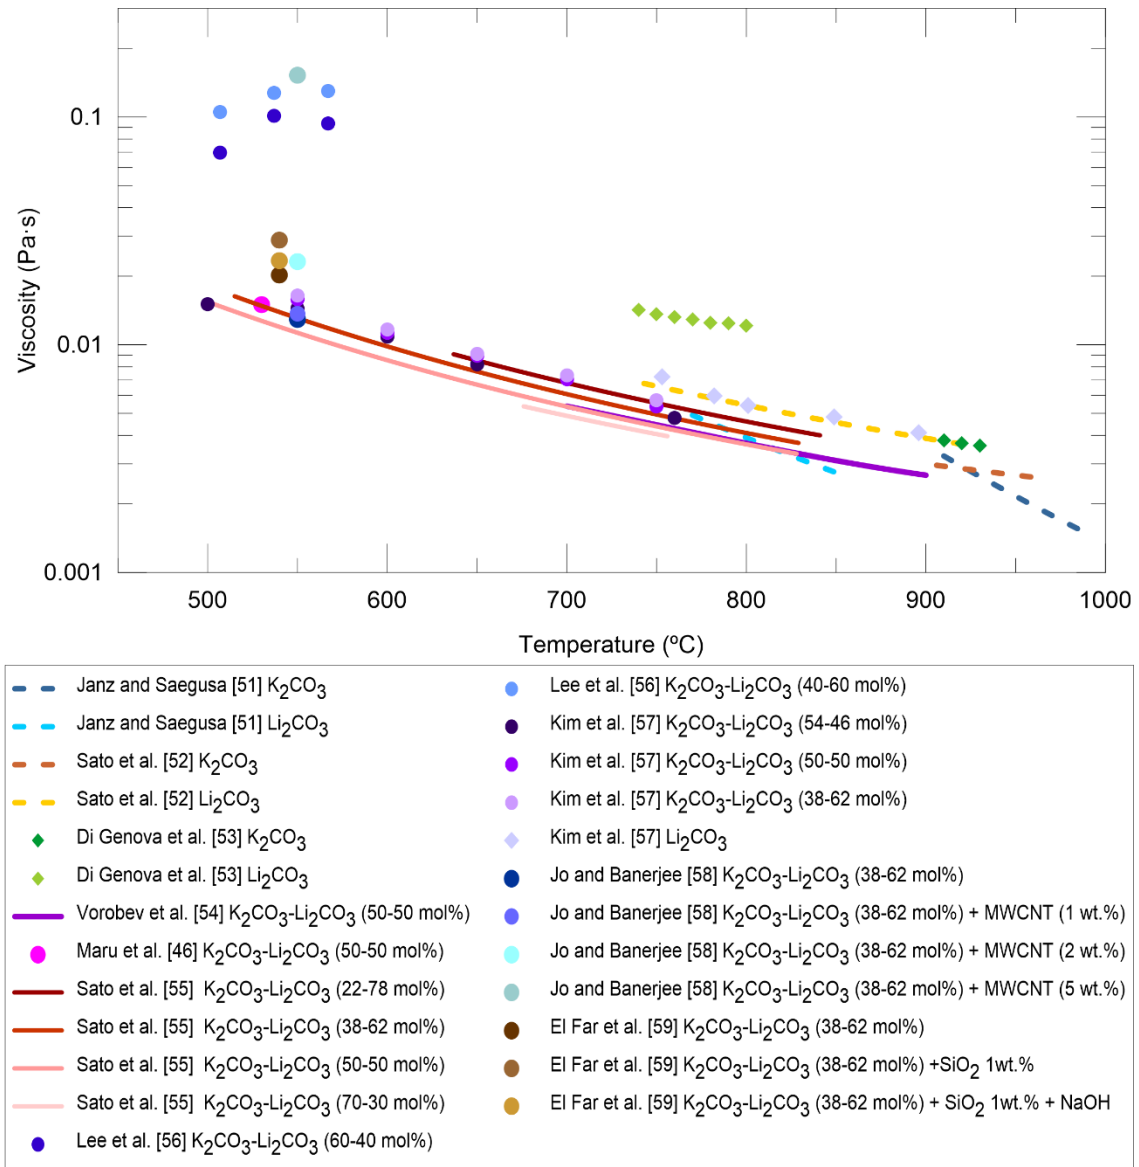 0.1
0.01
0.001
Viscosity (Pa·s)
500 600 700 800 900 1000
Temperature (ºC)
Janz and Saegusa [51] K2CO3
Janz and Saegusa [51] Li2CO3
Sato et al. [52] K2CO3
Sato et al. [52] Li2CO3
Di Genova et al. [53] K2CO3
Di Genova et al. [53] Li2CO3
Vorobev et al. [54] K2CO3-Li2CO3 (50-50 mol%)
Maru et al. [46] K2CO3-Li2CO3 (50-50 mol%)
Sato et al. [55] K2CO3-Li2CO3 (22-78 mol%)
Sato et al. [55] K2CO3-Li2CO3 (38-62 mol%)
Sato et al. [55] K2CO3-Li2CO3 (50-50 mol%)
Sato et al. [55] K2CO3-Li2CO3 (70-30 mol%)
Lee et al. [56] K2CO3-Li2CO3 (60-40 mol%)
Lee et al. [56] K2CO3-Li2CO3 (40-60 mol%)
Kim et al. [57] K2CO3-Li2CO3 (54-46 mol%)
Kim et al. [57] K2CO3-Li2CO3 (50-50 mol%)
Kim et al. [57] K2CO3-Li2CO3 (38-62 mol%)
Kim et al. [57] Li2CO3
Jo and Banerjee [58] K2CO3-Li2CO3 (38-62 mol%)
Jo and Banerjee [58] K2CO3-Li2CO3 (38-62 mol%) + MWCNT (1 wt.%)
Jo and Banerjee [58] K2CO3-Li2CO3 (38-62 mol%) + MWCNT (2 wt.%)
Jo and Banerjee [58] K2CO3-Li2CO3 (38-62 mol%) + MWCNT (5 wt.%)
El Far et al. [59] K2CO3-Li2CO3 (38-62 mol%)
El Far et al. [59] K2CO3-Li2CO3 (38-62 mol%) +SiO2 1wt.%
El Far et al. [59] K2CO3-Li2CO3 (38-62 mol%) + SiO2 1wt.% + NaOH